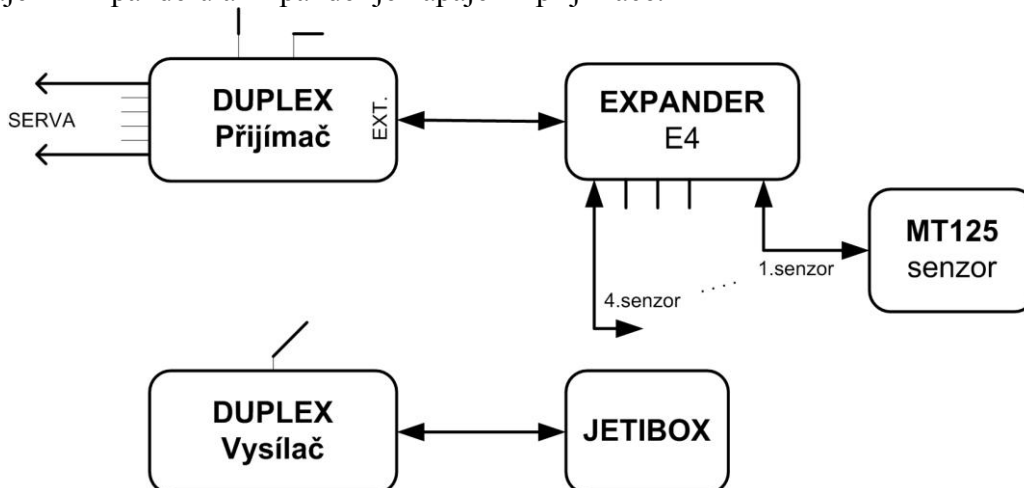 SERVA
DUPLEX
Přijímač
EXT.
EXPANDER
E4
MT125
senzor
1.senzor
4.senzor
DUPLEX
Vysílač
JETIBOX